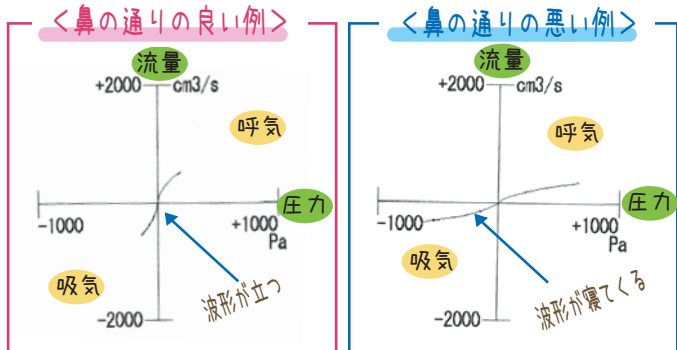 <鼻の通りの良い例>
流量
+2000
cm3/s
呼気
-1000
圧力
+1000
Pa
吸気
波形が立つ
-2000
<鼻の通りの悪い例>
流量
+2000
cm3/s
呼気
-1000
圧力
+1000
Pa
吸気
波形が寝てくる
-2000